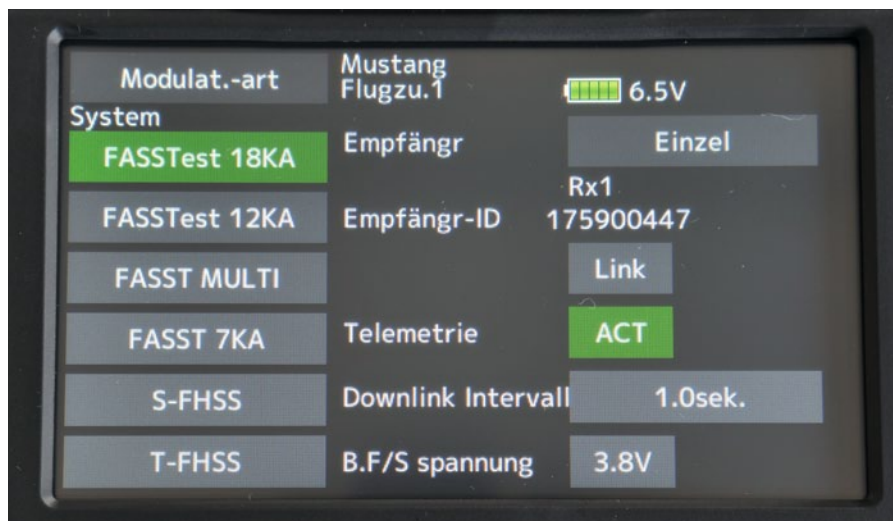 Modulat.-art
Mustang
Flugzu.1
6.5V
System
FASSTest 18KA
Empfängr
Einzel
Rx1
FASSTest 12KA
Empfängr-ID
175900447
FASST MULTI
Link
FASST 7KA
Telemetrie
ACT
S-FHSS
Downlink Intervall
1.0sek.
T-FHSS
B.F/S spannung
3.8V